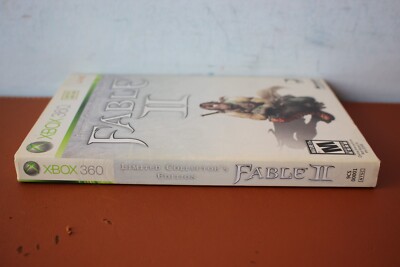 XBOX 360
FABLE
II
M
XBOX 360
LIMITED COLLECTOR'S
EDITION
FABLE II